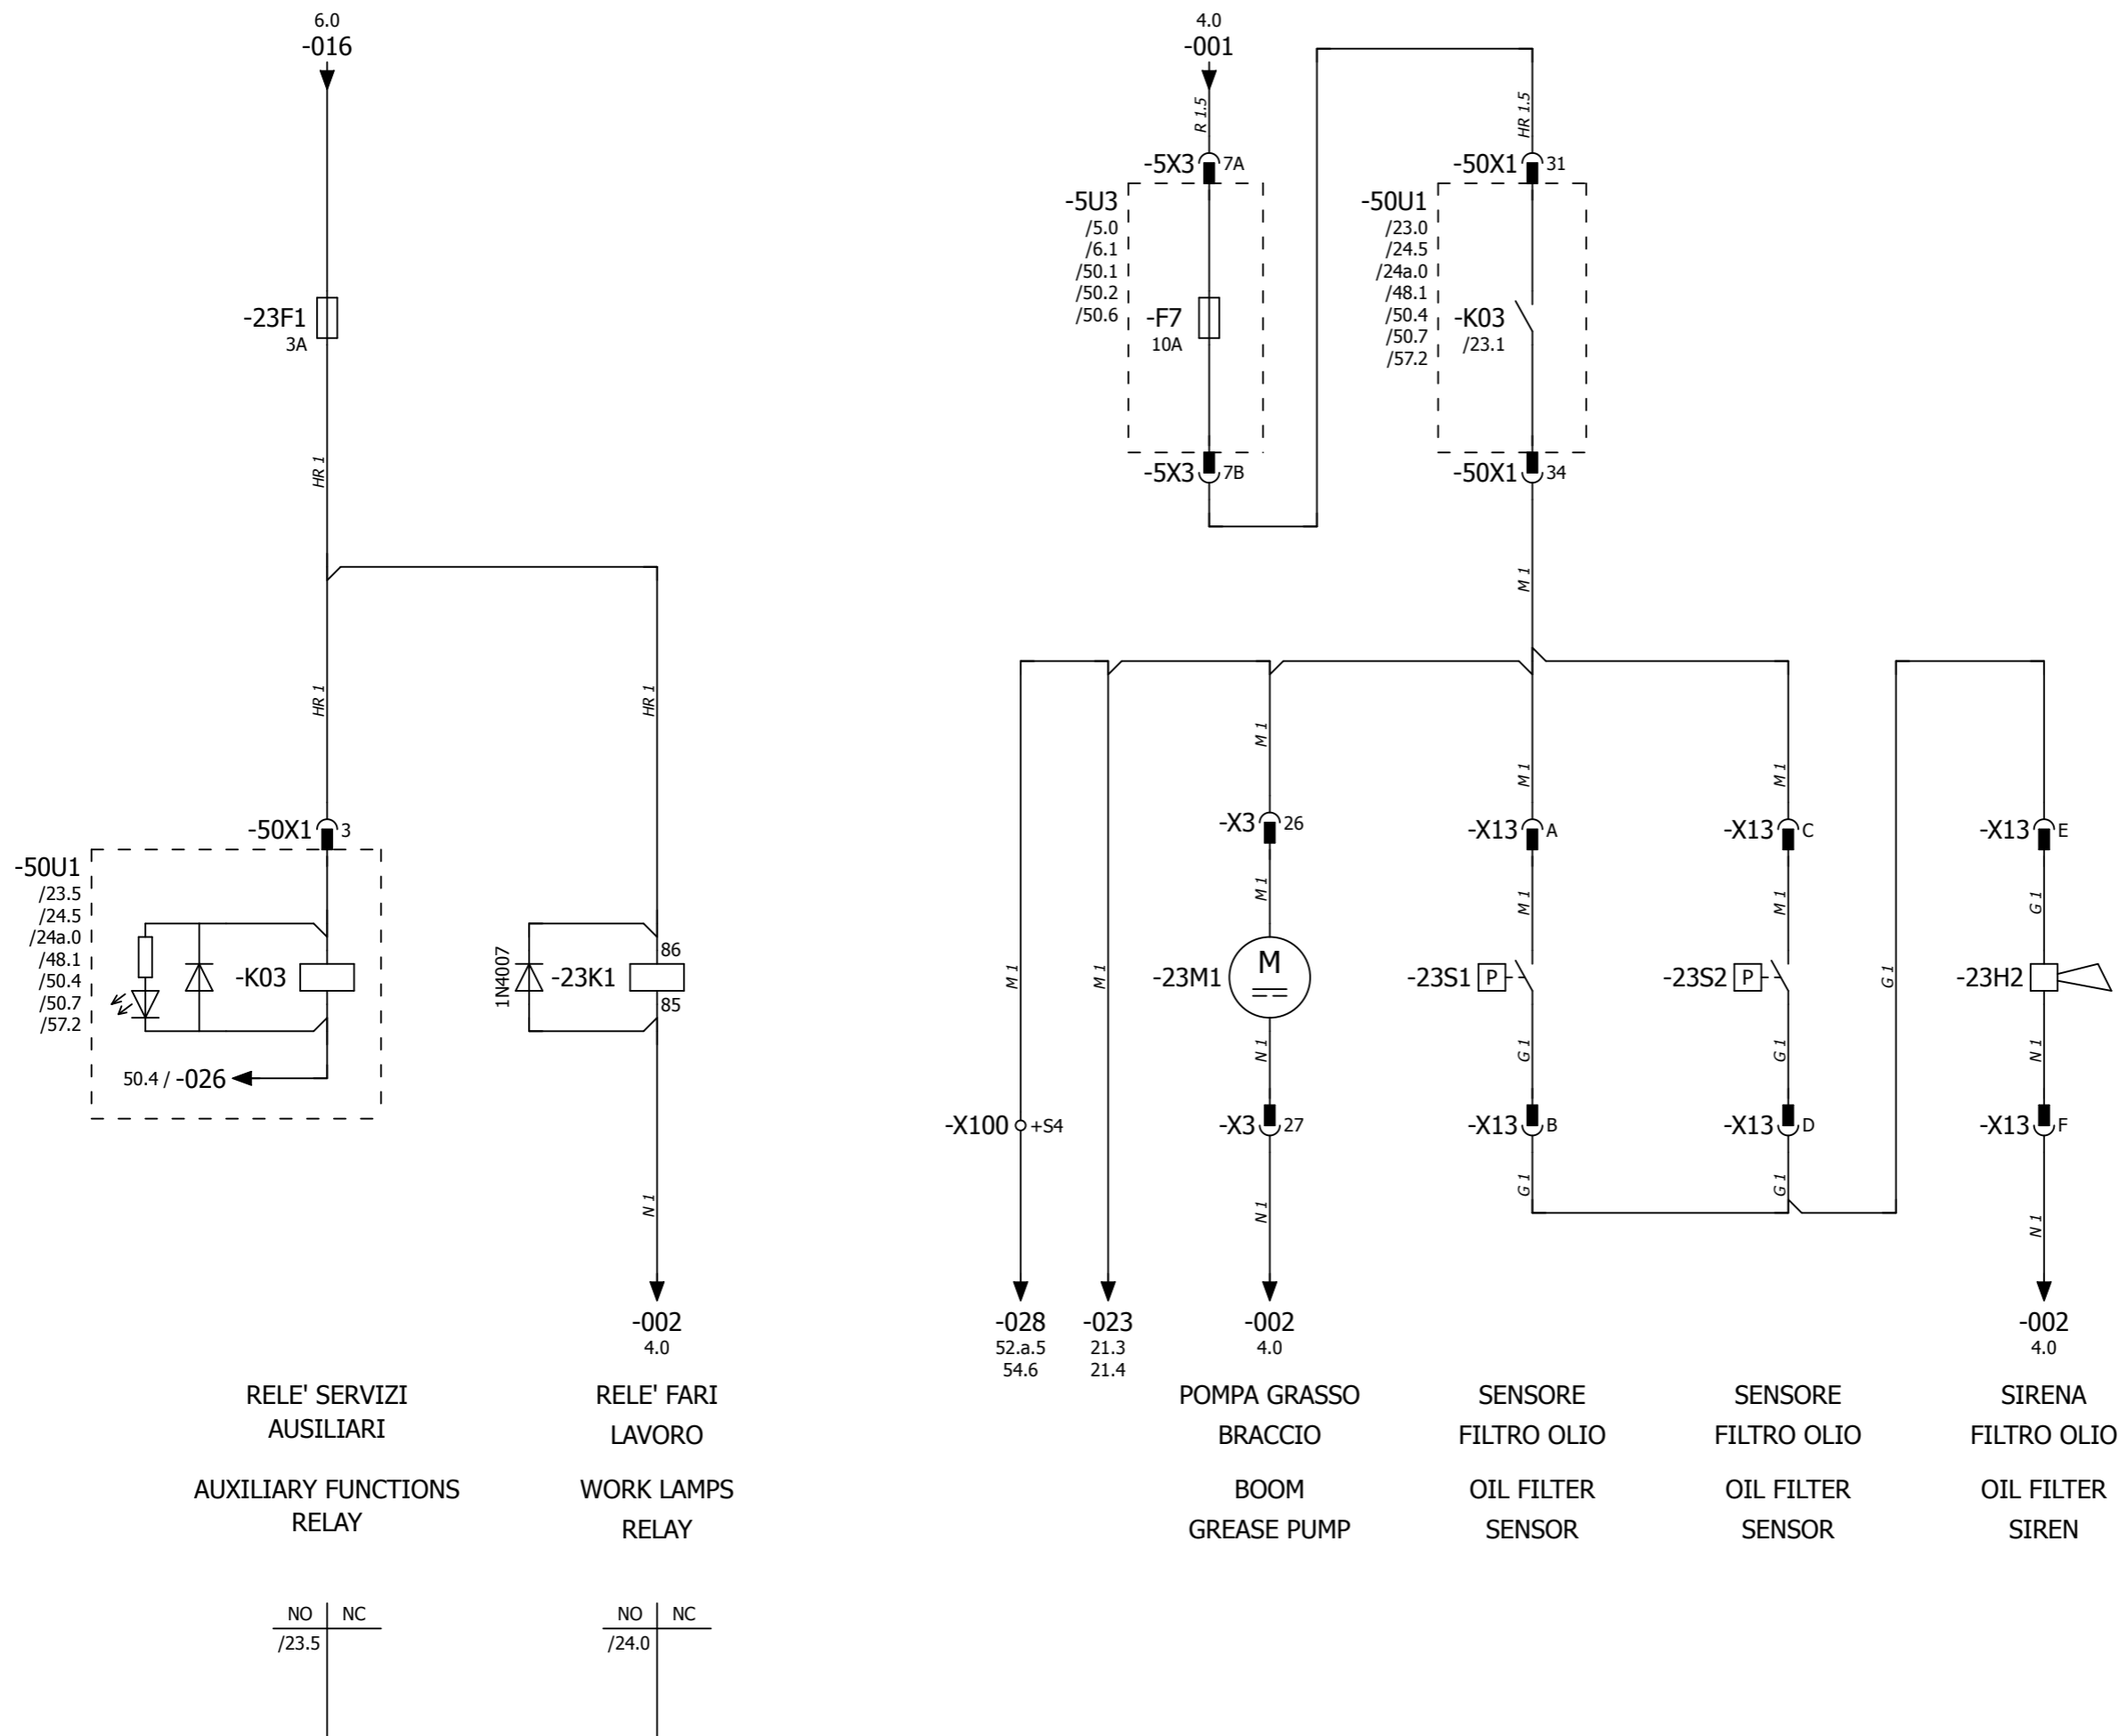 6.0
-016
4.0
-001
R 1.5
HR 1.5
-5X3
7A
-50X1
31
-5U3
/5.0
/6.1
/50.1
/50.2
/50.6
-F7
10A
-50U1
/23.0
/24.5
/24a.0
/48.1
/50.4
/50.7
/57.2
-K03
/23.1
-23F1
3A
-5X3
7B
-50X1
34
HR 1
M 1
HR 1
HR 1
M 1
M 1
M 1
-50X1
3
-X3
26
-X13
A
-X13
C
-X13
E
-50U1
/23.5
/24.5
/24a.0
/48.1
/50.4
/50.7
/57.2
-K03
50.4 / -026
1N4007
-23K1
86
85
M 1
M 1
M 1
M 1
M 1
G 1
-23M1
M
-23S1
P
-23S2
P
G 1
-23H2
N 1
G 1
G 1
N 1
-X100
+S4
-X3
27
-X13
B
-X13
D
-X13
F
N 1
N 1
G 1
G 1
N 1
-002
4.0
-028
52.a.5
54.6
-023
21.3
21.4
-002
4.0
-002
4.0
RELE' SERVIZI
AUSILIARI
AUXILIARY FUNCTIONS
RELAY
RELE' FARI
LAVORO
WORK LAMPS
RELAY
POMPA GRASSO
BRACCIO
BOOM
GREASE PUMP
SENSORE
FILTRO OLIO
OIL FILTER
SENSOR
SENSORE
FILTRO OLIO
OIL FILTER
SENSOR
SIRENA
FILTRO OLIO
OIL FILTER
SIREN
NO NC
/23.5
NO NC
/24.0